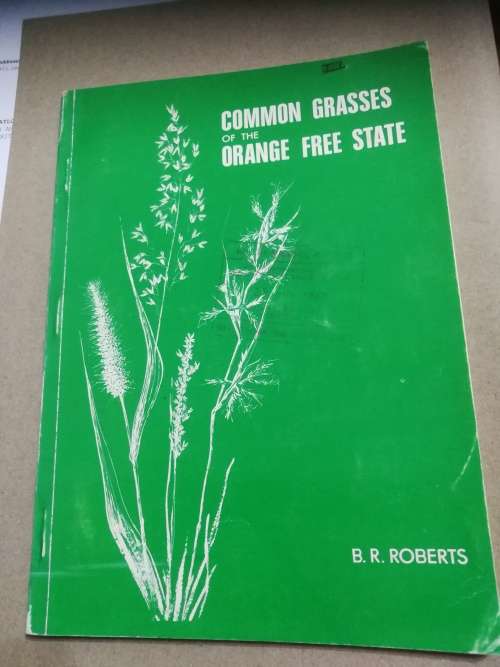 COMMON GRASSES
OF THE
ORANGE FREE STATE
B. R. ROBERTS